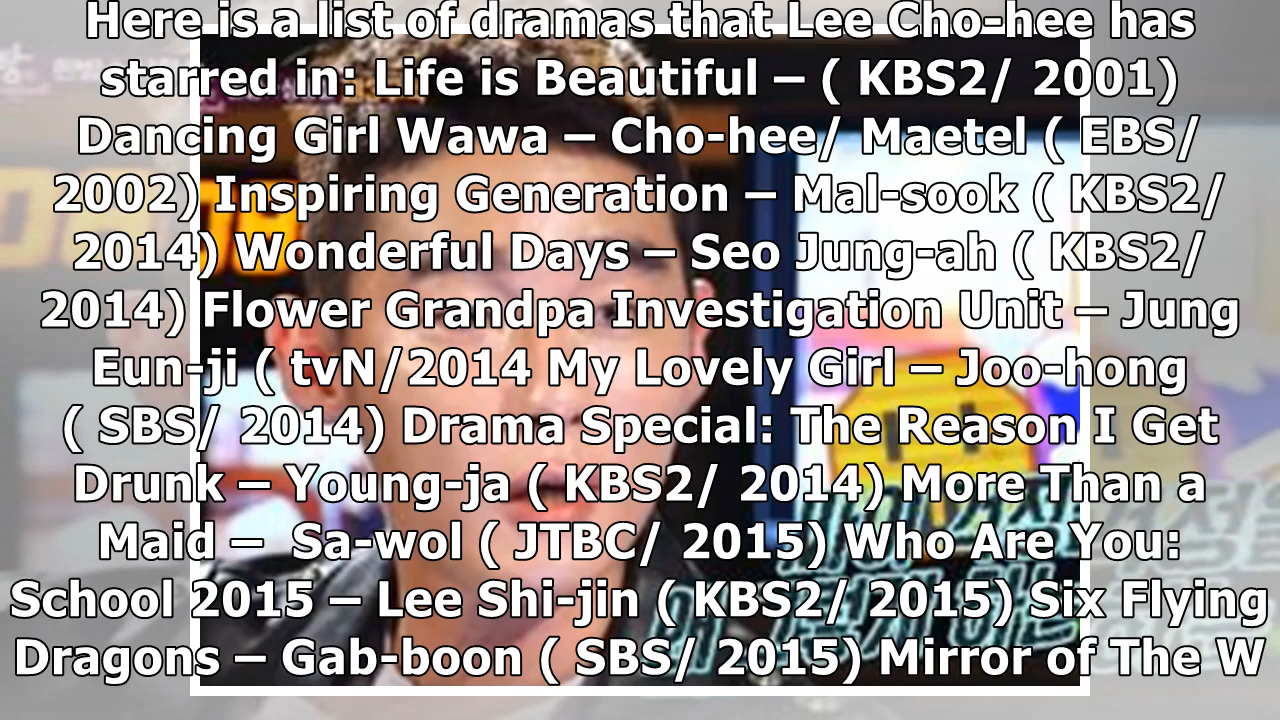 Here is a list of dramas that Lee Cho-hee has
starred in: Life is Beautiful – ( KBS2/ 2001)
Dancing Girl Wawa – Cho-hee/ Maetel ( EBS/
2002) Inspiring Generation – Mal-sook ( KBS2/
2014) Wonderful Days – Seo Jung-ah ( KBS2/
2014) Flower Grandpa Investigation Unit – Jung
Eun-ji ( tvN/2014 My Lovely Girl – Joo-hong
( SBS/ 2014) Drama Special: The Reason I Get
Drunk – Young-ja ( KBS2/ 2014) More Than a
Maid –  Sa-wol ( JTBC/ 2015) Who Are You:
School 2015 – Lee Shi-jin ( KBS2/ 2015) Six Flying
Dragons – Gab-boon ( SBS/ 2015) Mirror of The W